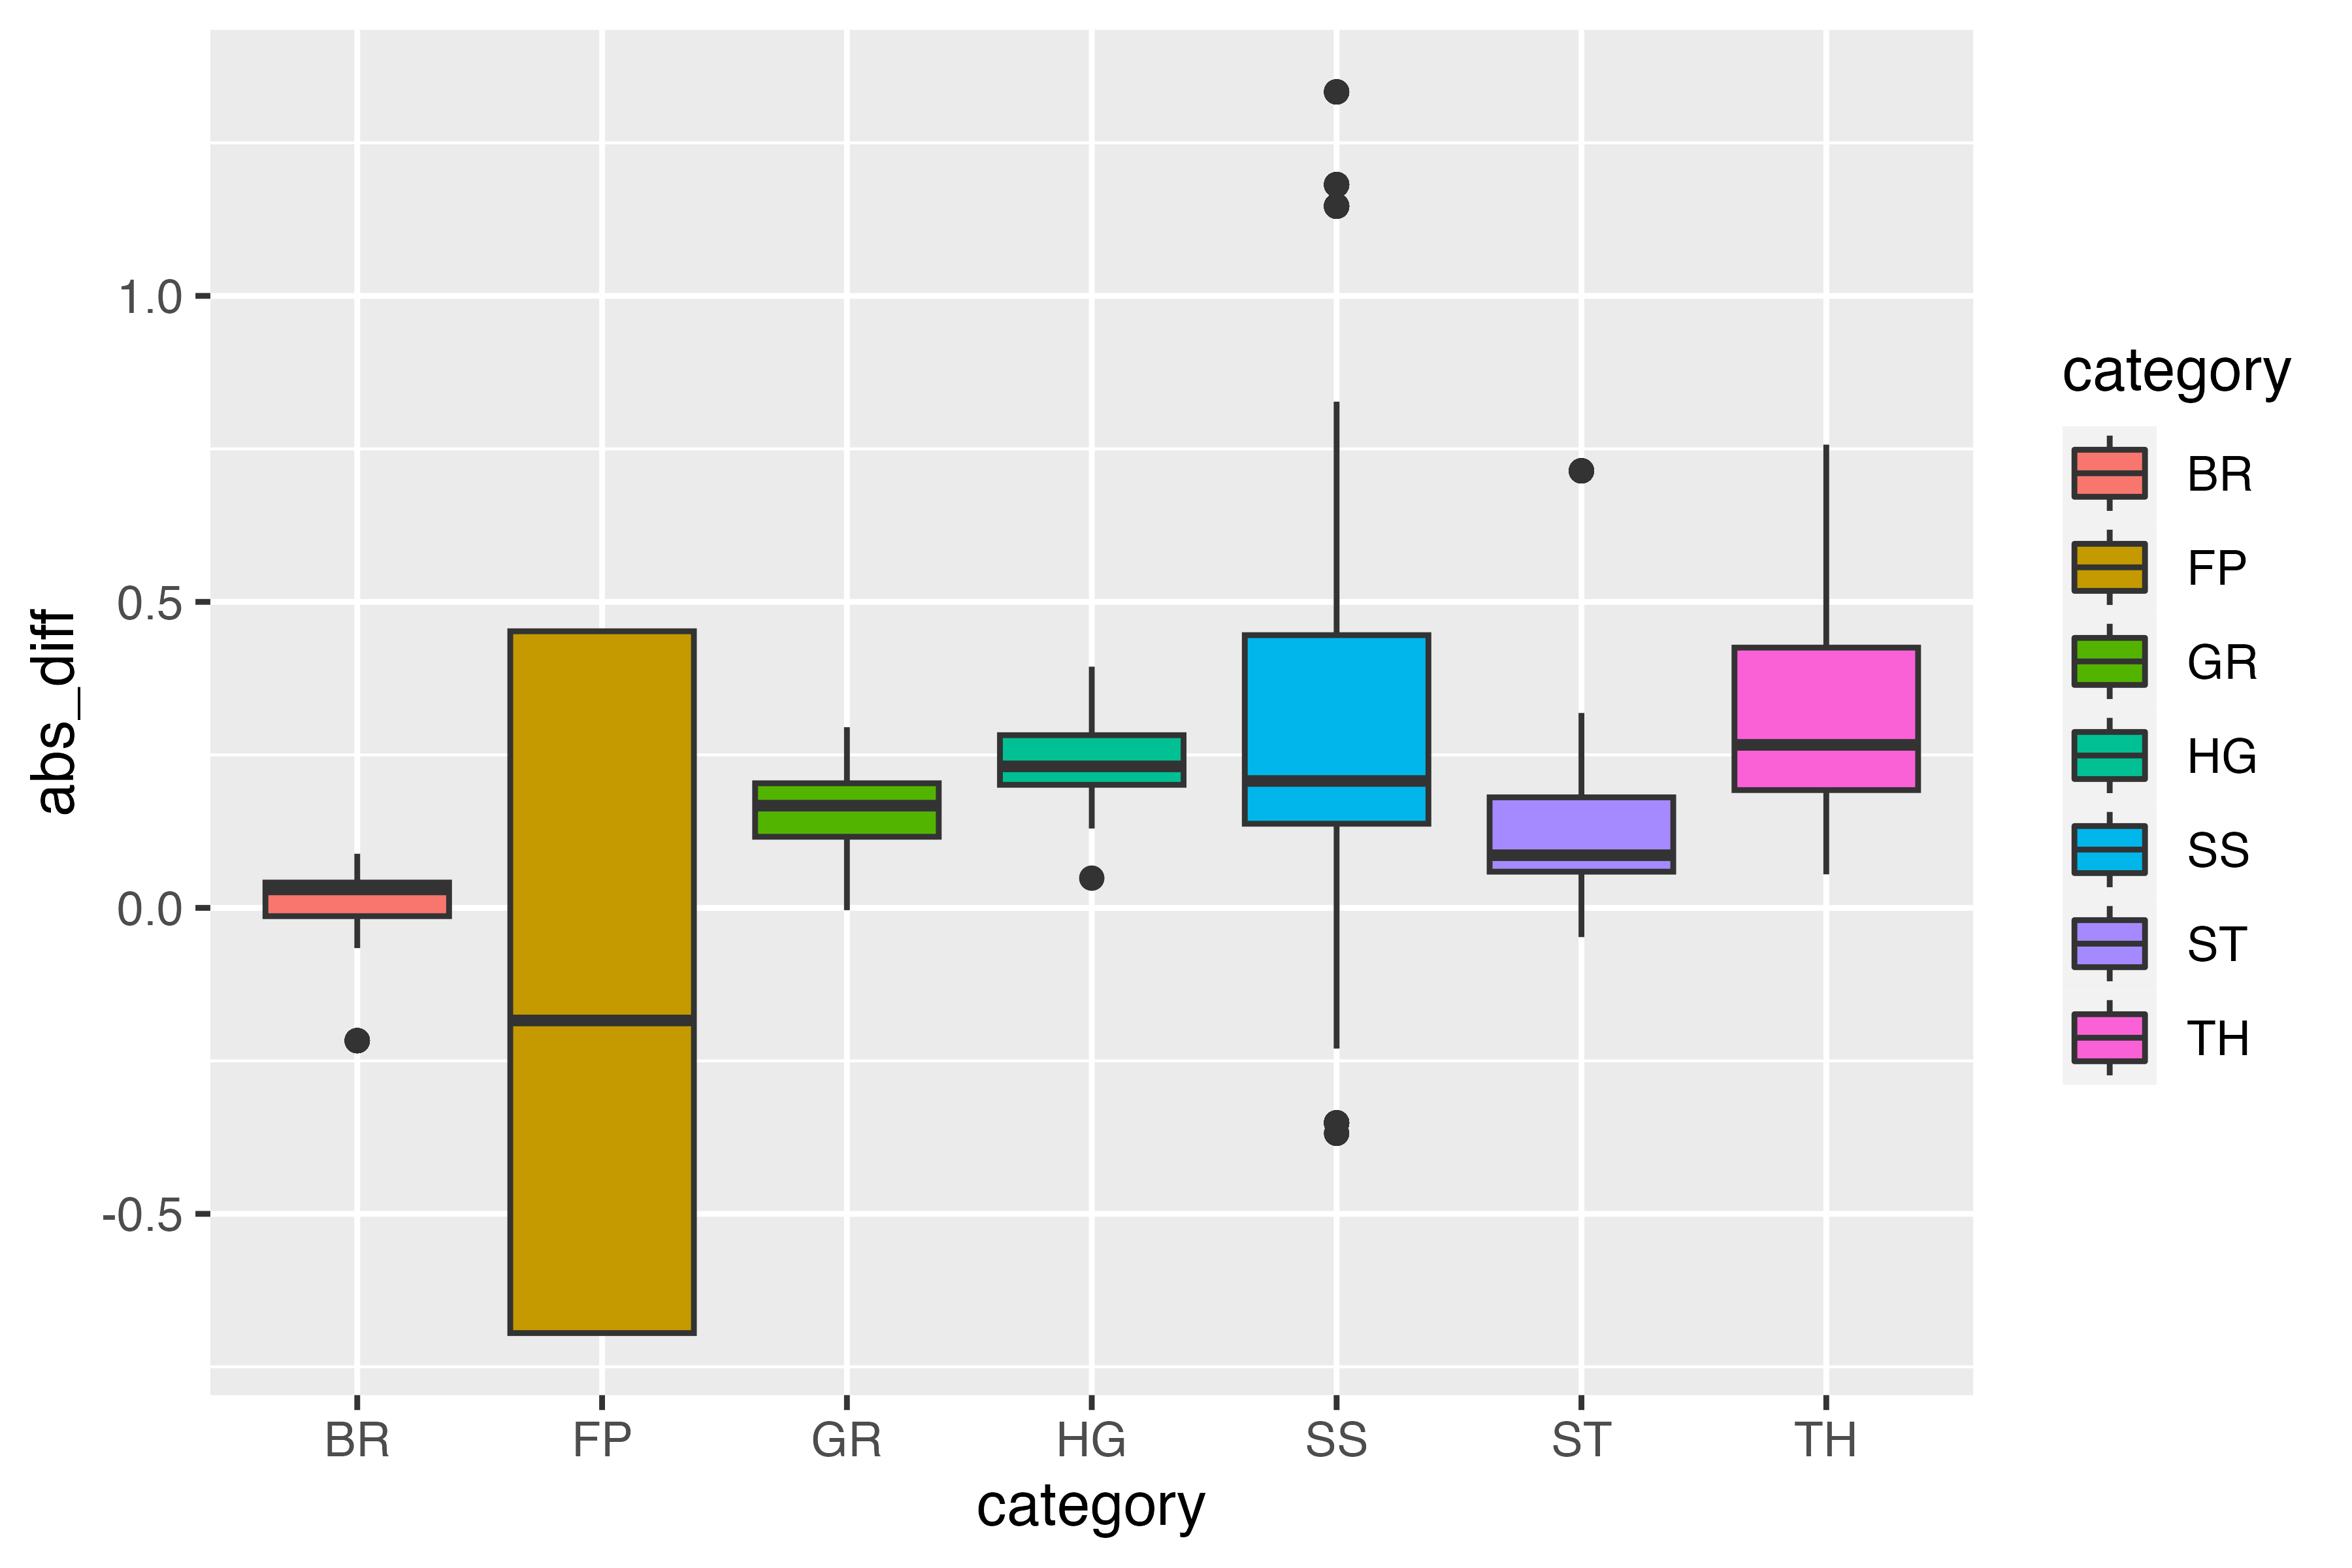 abs_diff
1.0
0.5
0.0
-0.5
BR FP GR HG SS ST TH
category
category
BR
FP
GR
HG
SS
ST
TH